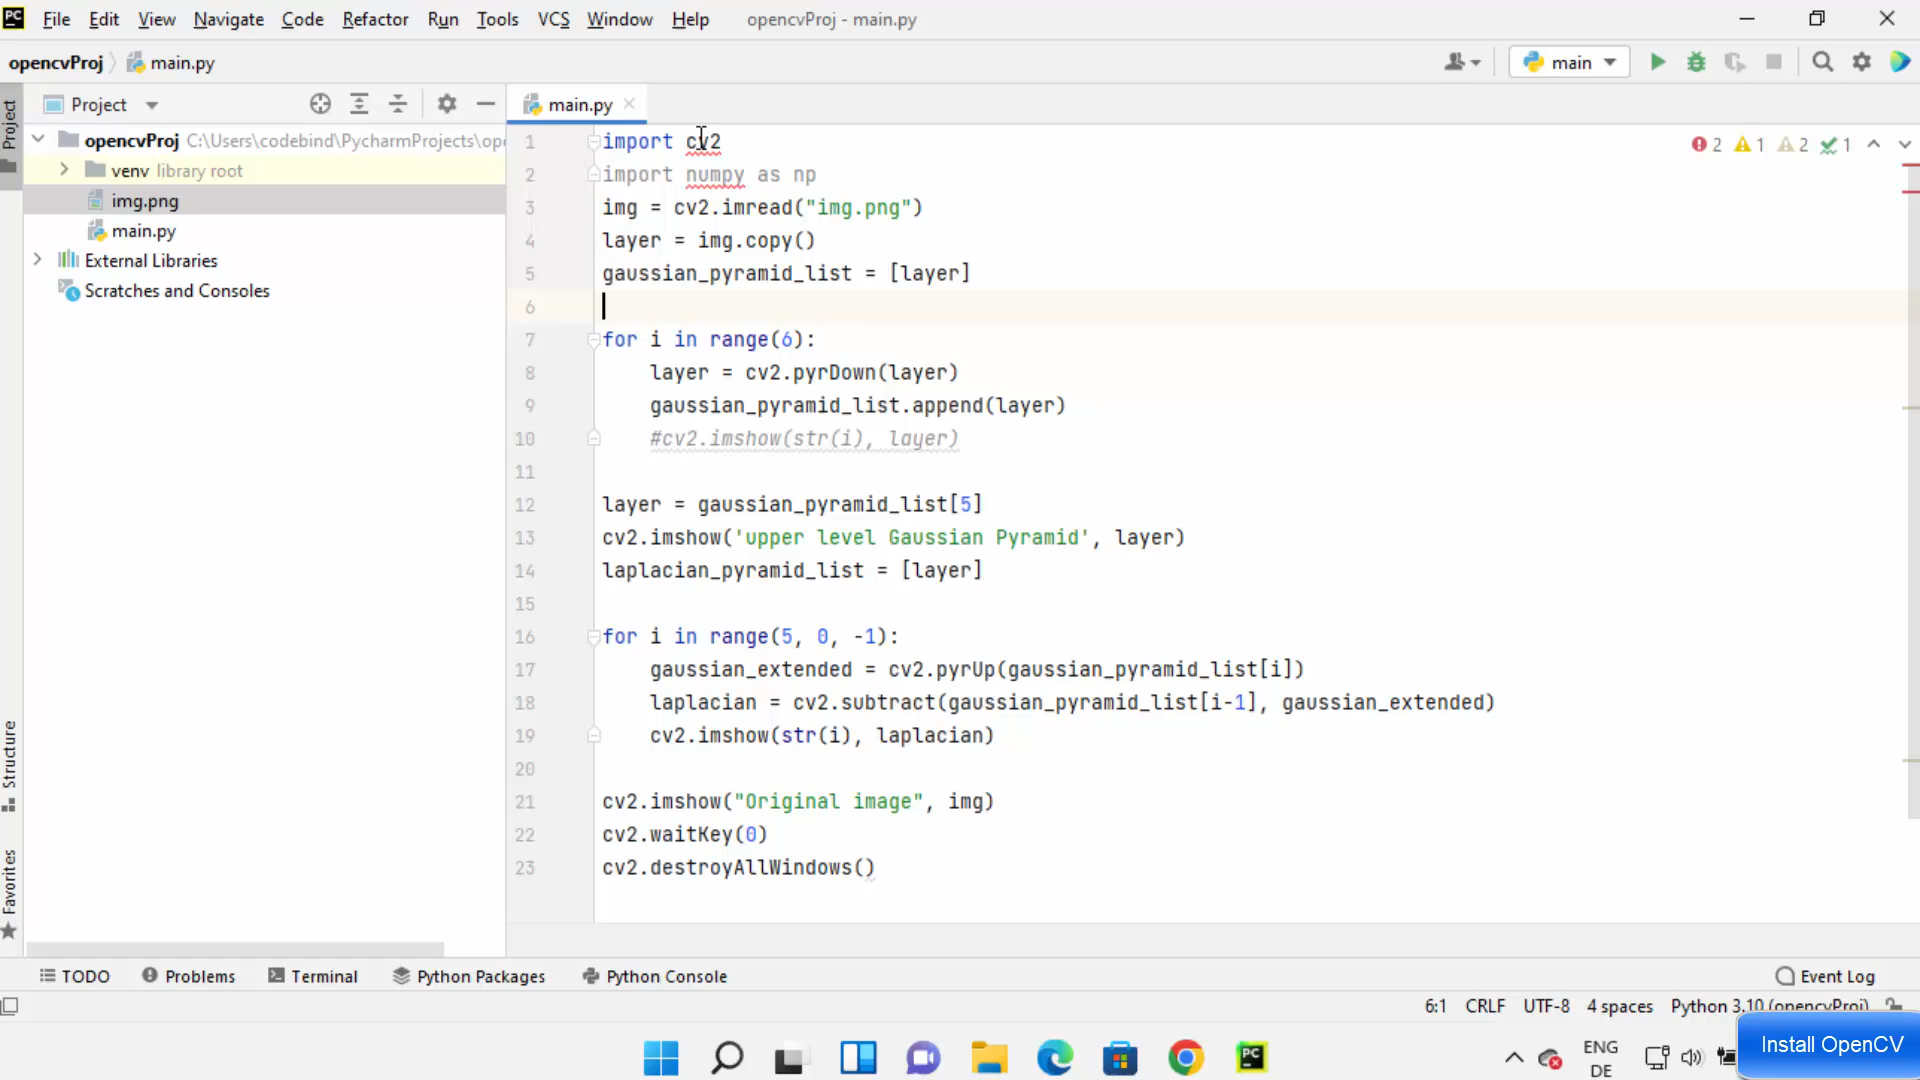 PC File Edit View Navigate Code Refactor Run Tools VCS Window Help opencvProj - main.py
opencvProj main.py main
Project
Project
main.py
opencvProj C:\Users\codebind\PycharmProjects\ope
venv library root
img.png
main.py
External Libraries
Scratches and Consoles
Structure
Favorites
2 1 2 1
1 import cv2
2 import numpy as np
3 img = cv2.imread("img.png")
4 layer = img.copy()
5 gaussian_pyramid_list = [layer]
6
7 for i in range(6):
8 layer = cv2.pyrDown(layer)
9 gaussian_pyramid_list.append(layer)
10 #cv2.imshow(str(i), layer)
11
12 layer = gaussian_pyramid_list[5]
13 cv2.imshow('upper level Gaussian Pyramid', layer)
14 laplacian_pyramid_list = [layer]
15
16 for i in range(5, 0, -1):
17 gaussian_extended = cv2.pyrUp(gaussian_pyramid_list[i])
18 laplacian = cv2.subtract(gaussian_pyramid_list[i-1], gaussian_extended)
19 cv2.imshow(str(i), laplacian)
20
21 cv2.imshow("Original image", img)
22 cv2.waitKey(0)
23 cv2.destroyAllWindows()
TODO Problems Terminal Python Packages Python Console Event Log
6:1 CRLF UTF-8 4 spaces Python 3.10 (opencvProj)
PC
ENG
DE
Install OpenCV